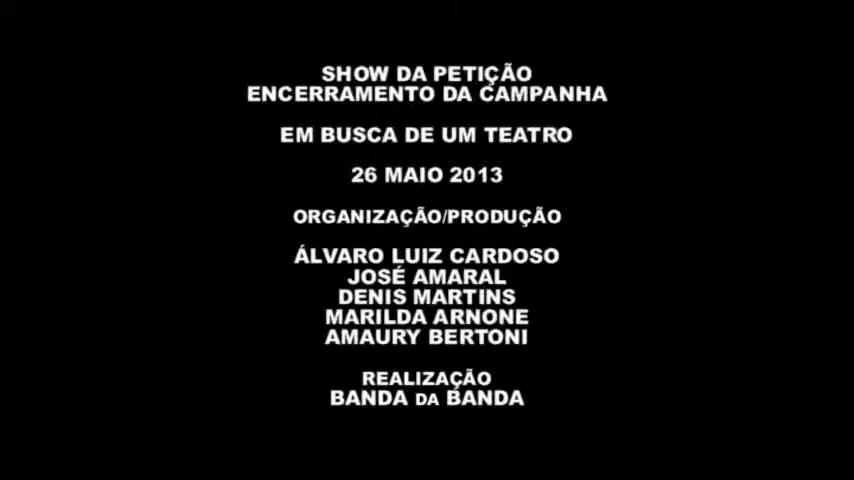 SHOW DA PETIÇÃO
ENCERRAMENTO DA CAMPANHA
EM BUSCA DE UM TEATRO
26 MAIO 2013
ORGANIZAÇÃO/PRODUÇÃO
ÁLVARO LUIZ CARDOSO
JOSÉ AMARAL
DENIS MARTINS
MARILDA ARNONE
AMAURY BERTONI
REALIZAÇÃO
BANDA DA BANDA